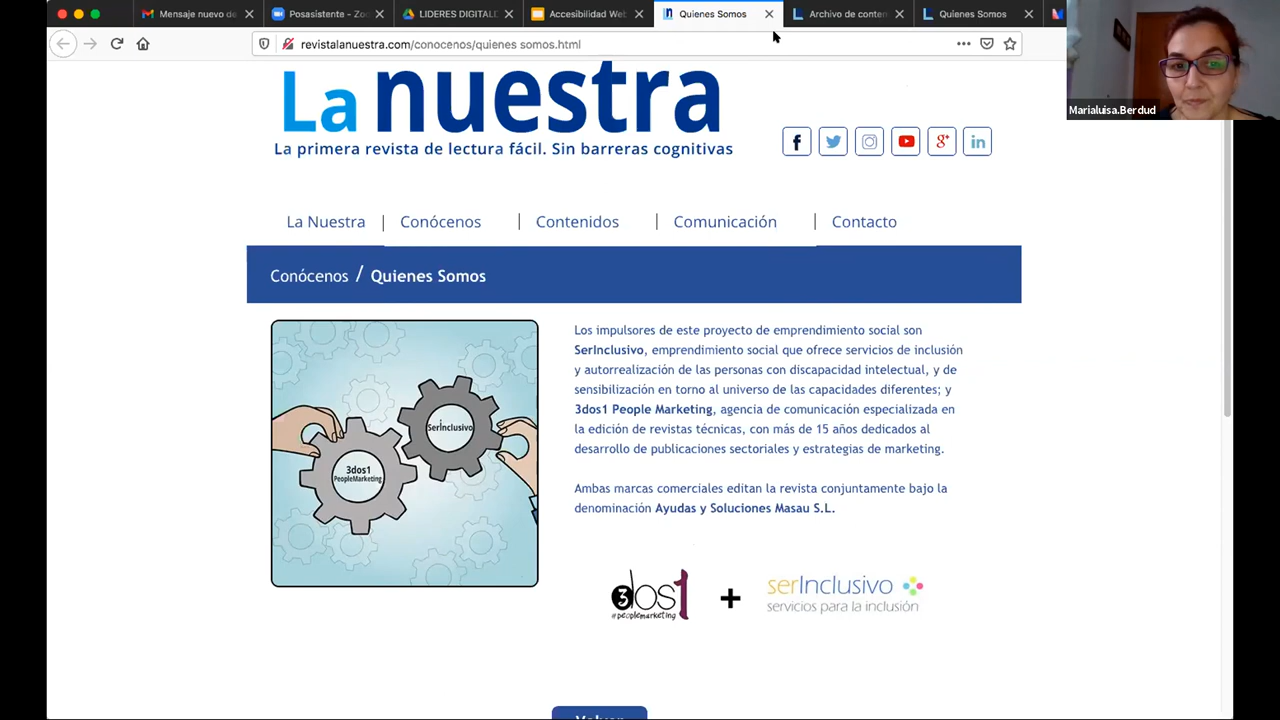 Mensaje nuevo de
Posasistente - Zoo
LIDERES DIGITALD
Accesibilidad Web
Quienes Somos
Archivo de conten
Quienes Somos
revistalanuestra.com/conocenos/quienes somos.html
Marialuisa.Berdud
La nuestra
La primera revista de lectura fácil. Sin barreras cognitivas
La Nuestra | Conócenos | Contenidos | Comunicación | Contacto
Conócenos / Quienes Somos
Los impulsores de este proyecto de emprendimiento social son
SerInclusivo, emprendimiento social que ofrece servicios de inclusión
y autorrealización de las personas con discapacidad intelectual, y de
sensibilización en torno al universo de las capacidades diferentes; y
3dos1 People Marketing, agencia de comunicación especializada en
la edición de revistas técnicas, con más de 15 años dedicados al
desarrollo de publicaciones sectoriales y estrategias de marketing.
Ambas marcas comerciales editan la revista conjuntamente bajo la
denominación Ayudas y Soluciones Masau S.L.
SerInclusivo
3dos1
PeopleMarketing
3dos1
#peoplemarketing
+
serInclusivo
servicios para la inclusión